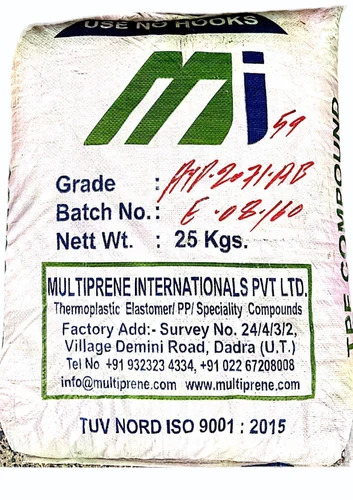 USE NO HOOKS
Mi
59
Grade : MP.2071.AB
Batch No.: E.08.160
Nett Wt. : 25 Kgs.
MULTIPRENE INTERNATIONALS PVT LTD.
Thermoplastic Elastomer/ PP/ Speciality Compounds
Factory Add:- Survey No. 24/4/3/2,
Village Demini Road, Dadra (U.T.)
Tel No +91 932323 4334, +91 022 67208008
info@multiprene.com www.multiprene.com
TUV NORD ISO 9001 : 2015
TPE COMPOUND